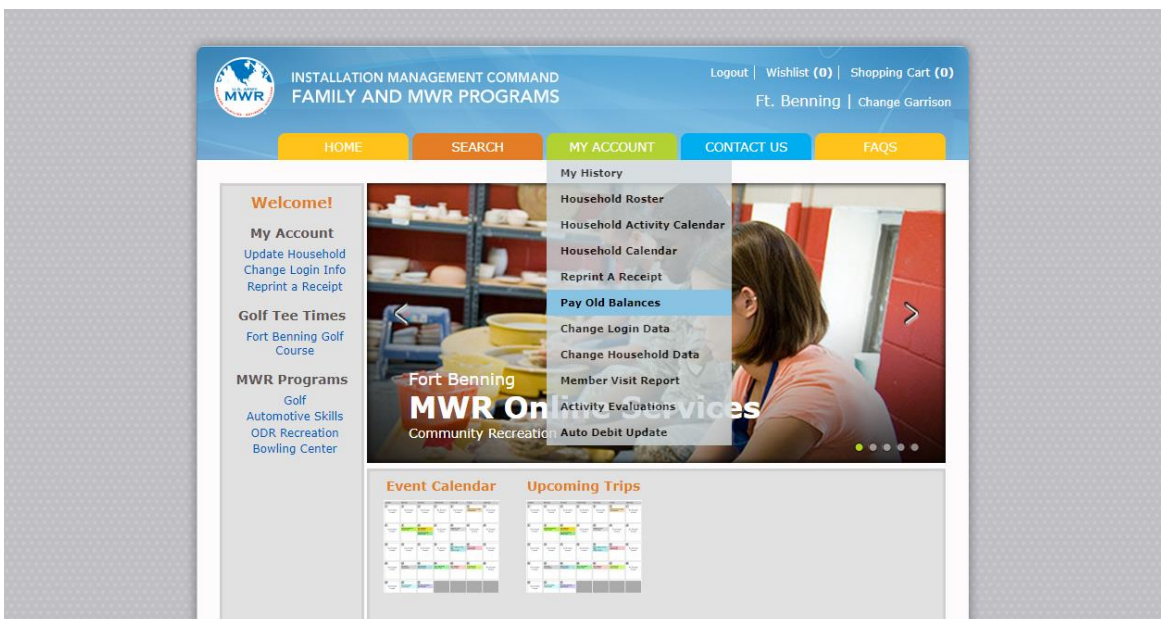 U.S. ARMY
MWR
INSTALLATION MANAGEMENT COMMAND
FAMILY AND MWR PROGRAMS
Logout | Wishlist (0) | Shopping Cart (0)
Ft. Benning | Change Garrison
HOME
SEARCH
MY ACCOUNT
CONTACT US
FAQS
My History
Household Roster
Household Activity Calendar
Household Calendar
Reprint A Receipt
Pay Old Balances
Change Login Data
Change Household Data
Member Visit Report
Activity Evaluations
Auto Debit Update
Welcome!
My Account
Update Household
Change Login Info
Reprint a Receipt
Golf Tee Times
Fort Benning Golf
Course
MWR Programs
Golf
Automotive Skills
ODR Recreation
Bowling Center
Fort Benning
MWR Online Services
Community Recreation
Event Calendar
Upcoming Trips